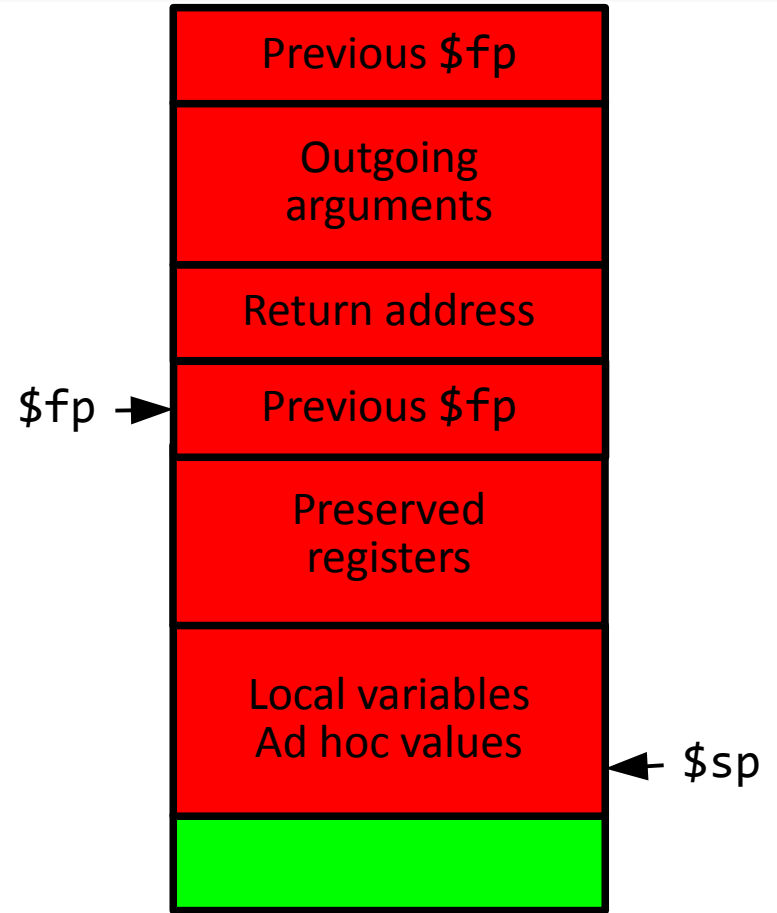 Previous $fp
Outgoing
arguments
Return address
$fp
Previous $fp
Preserved
registers
Local variables
Ad hoc values
$sp